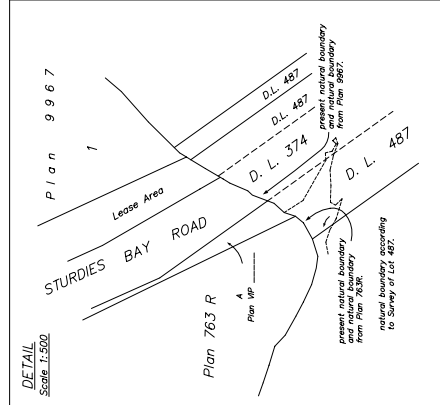 DETAIL
Scale 1:500
Plan 9967
1
Lease Area
STURDIES BAY ROAD
D.L. 487
D.L. 487
D. L. 374
D. L. 487
Plan 763 R
A
Plan VIP
present natural boundary
and natural boundary
from Plan 9967.
present natural boundary
and natural boundary
from Plan 763R.
natural boundary according
to Survey of Lot 487.